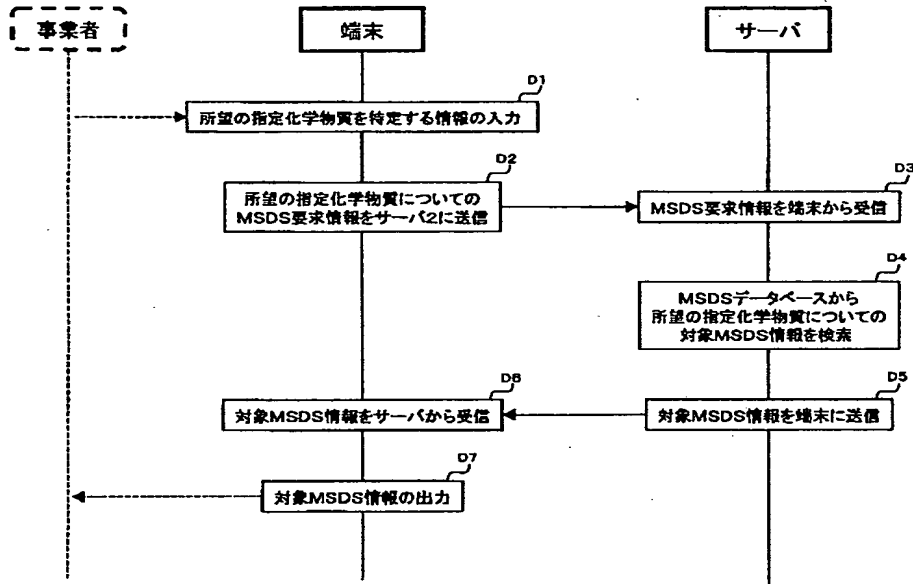 事業者
端末
サーバ
D1
所望の指定化学物質を特定する情報の入力
D2
所望の指定化学物質についての
MSDS要求情報をサーバ2に送信
D3
MSDS要求情報を端末から受信
D4
MSDSデータベースから
所望の指定化学物質についての
対象MSDS情報を検索
D5
対象MSDS情報を端末に送信
D6
対象MSDS情報をサーバから受信
D7
対象MSDS情報の出力